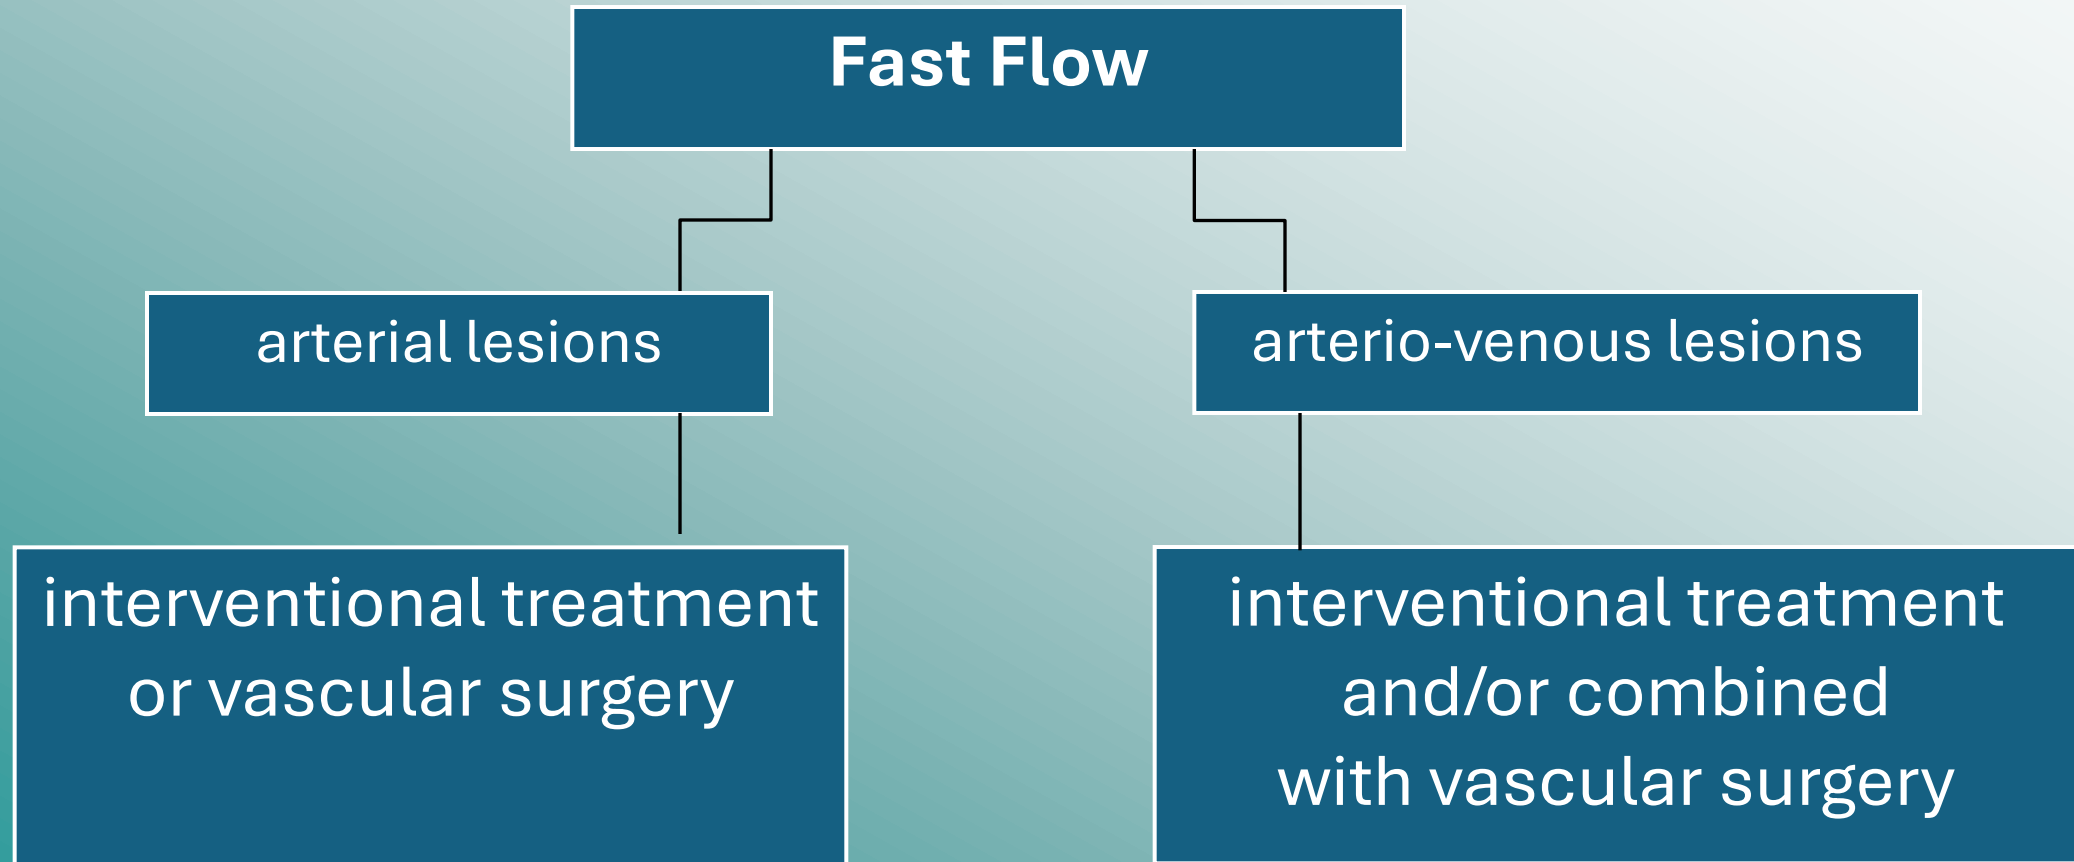 Fast Flow
arterial lesions
arterio-venous lesions
interventional treatment
or vascular surgery
interventional treatment
and/or combined
with vascular surgery